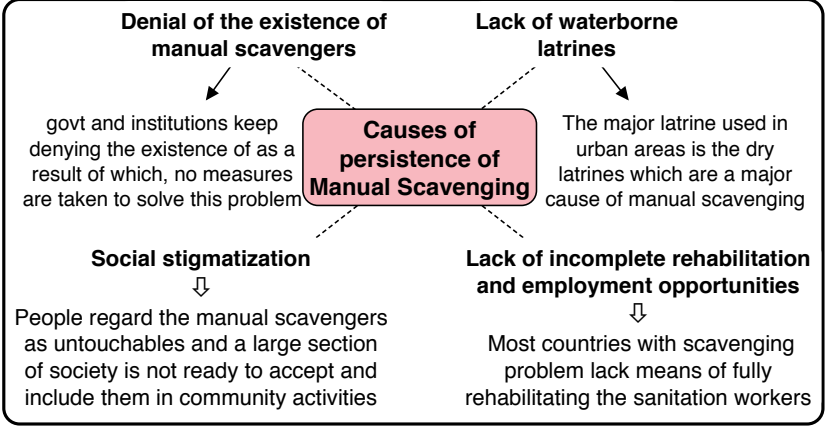 Denial of the existence of
manual scavengers
govt and institutions keep
denying the existence of as a
result of which, no measures
are taken to solve this problem
Lack of waterborne
latrines
The major latrine used in
urban areas is the dry
latrines which are a major
cause of manual scavenging
Causes of
persistence of
Manual Scavenging
Social stigmatization
People regard the manual scavengers
as untouchables and a large section
of society is not ready to accept and
include them in community activities
Lack of incomplete rehabilitation
and employment opportunities
Most countries with scavenging
problem lack means of fully
rehabilitating the sanitation workers